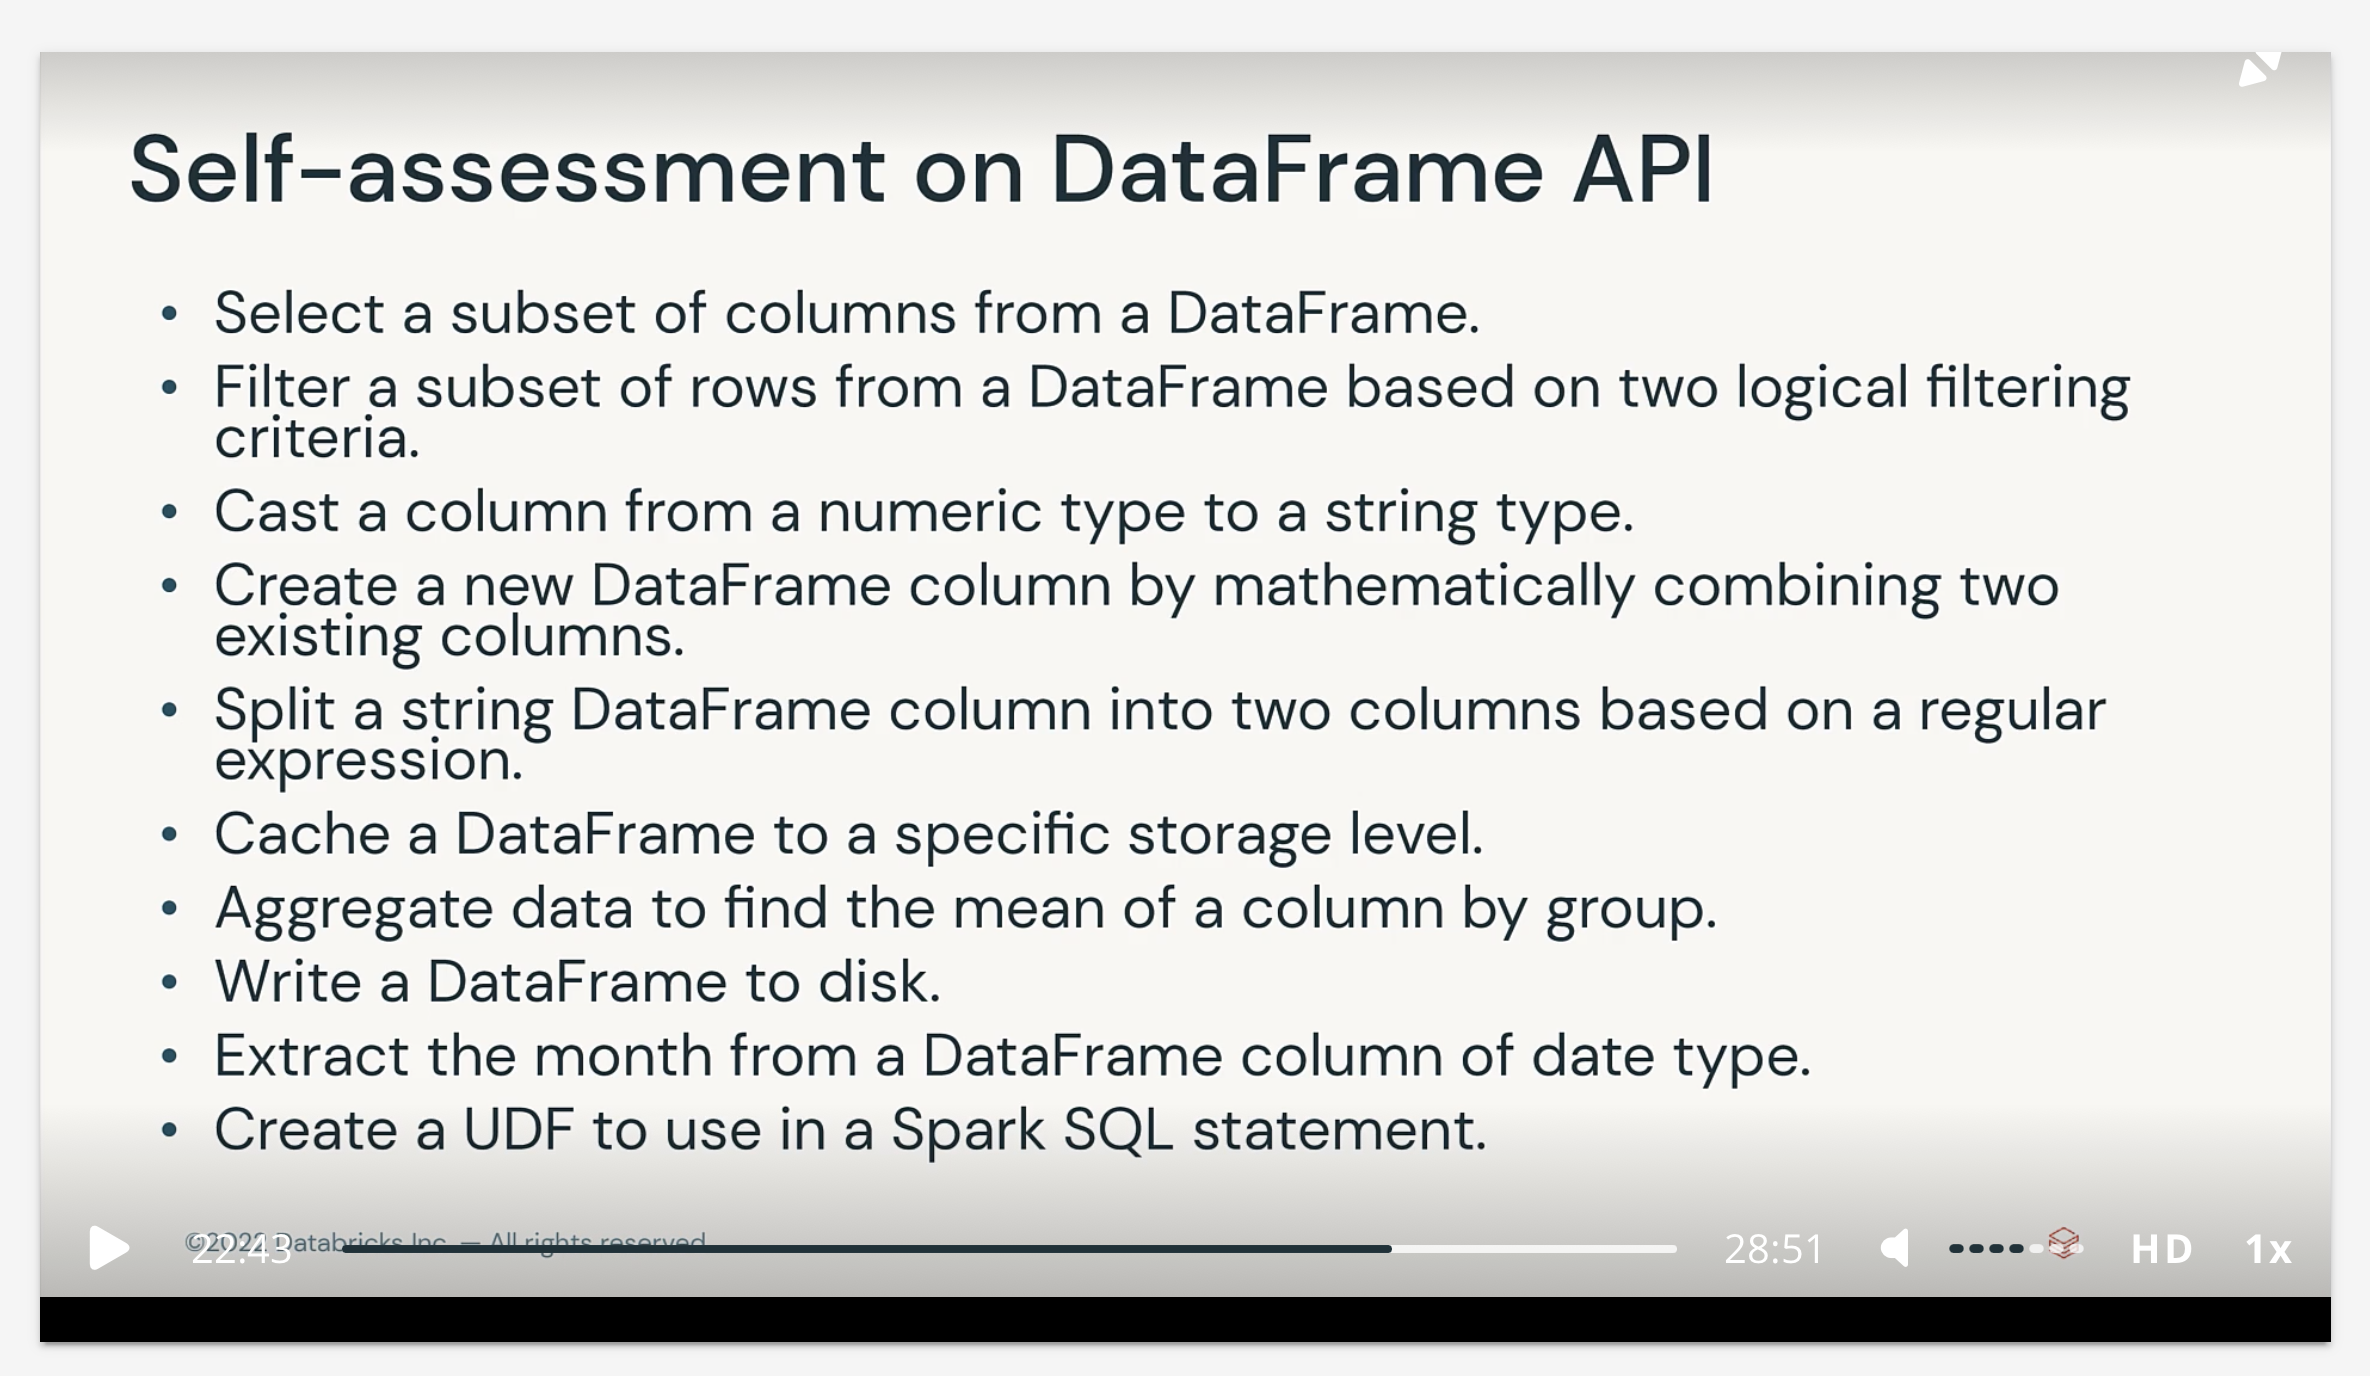 Self-assessment on DataFrame API
• Select a subset of columns from a DataFrame.
• Filter a subset of rows from a DataFrame based on two logical filtering
criteria.
• Cast a column from a numeric type to a string type.
• Create a new DataFrame column by mathematically combining two
existing columns.
• Split a string DataFrame column into two columns based on a regular
expression.
• Cache a DataFrame to a specific storage level.
• Aggregate data to find the mean of a column by group.
• Write a DataFrame to disk.
• Extract the month from a DataFrame column of date type.
• Create a UDF to use in a Spark SQL statement.
©2022 Databricks Inc. — All rights reserved
22:43
28:51
HD
1x